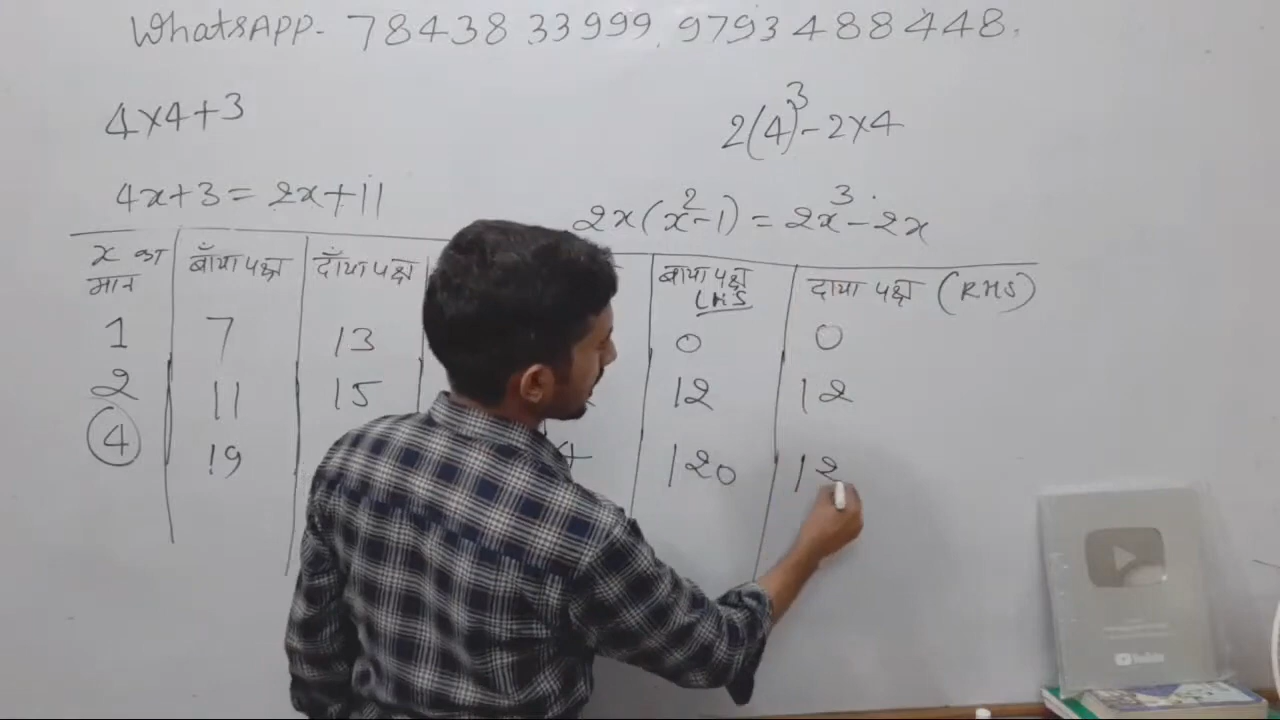 WhatsAPP- 78438 33999, 9793 488448.
4x4+3
2(4)³-2x4
4x+3 = 2x+11
2x(x²-1) = 2x³-2x
x का मान बाँया पक्ष दाँया पक्ष
बाया पक्ष LHS दाया पक्ष (RHS)
1 7 13 0 0
2 11 15 12 12
4 19 4 120 12
YouTube